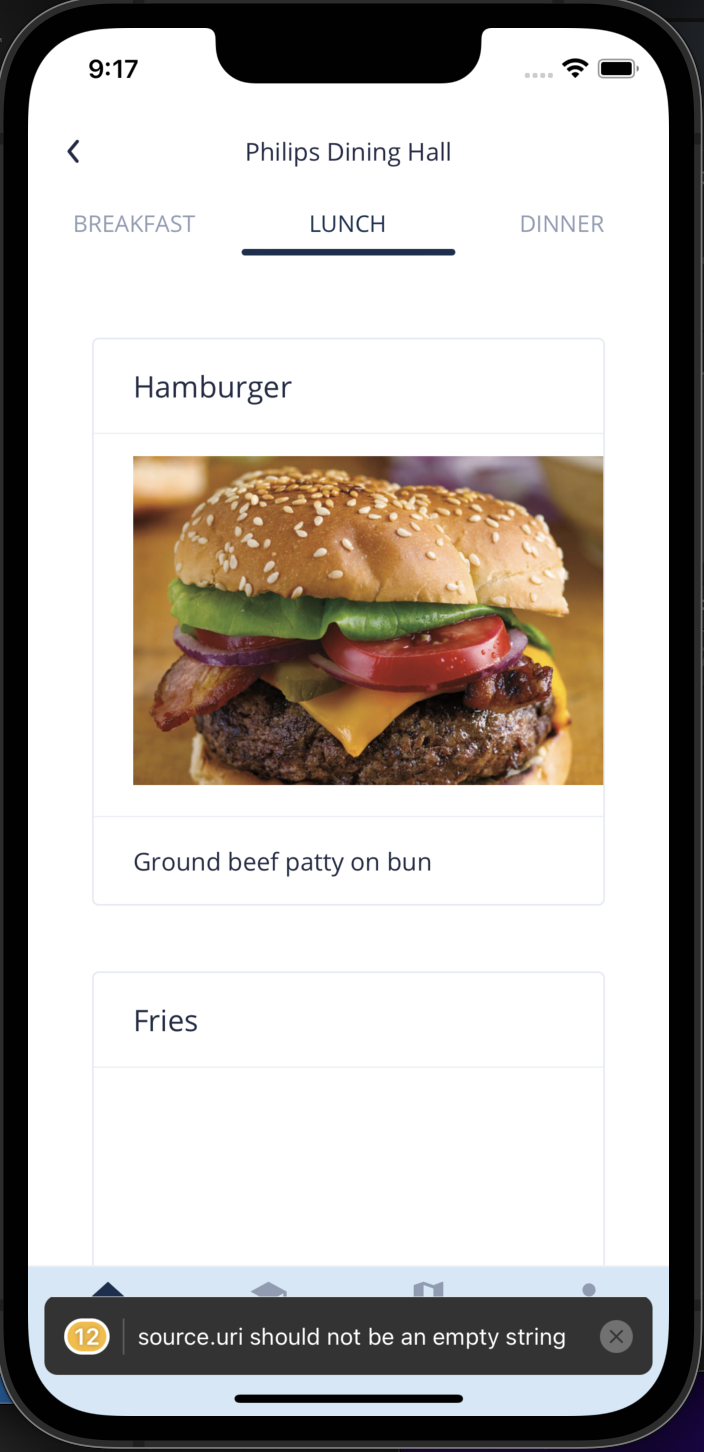 9:17
Philips Dining Hall
BREAKFAST LUNCH DINNER
Hamburger
Ground beef patty on bun
Fries
12 source.uri should not be an empty string